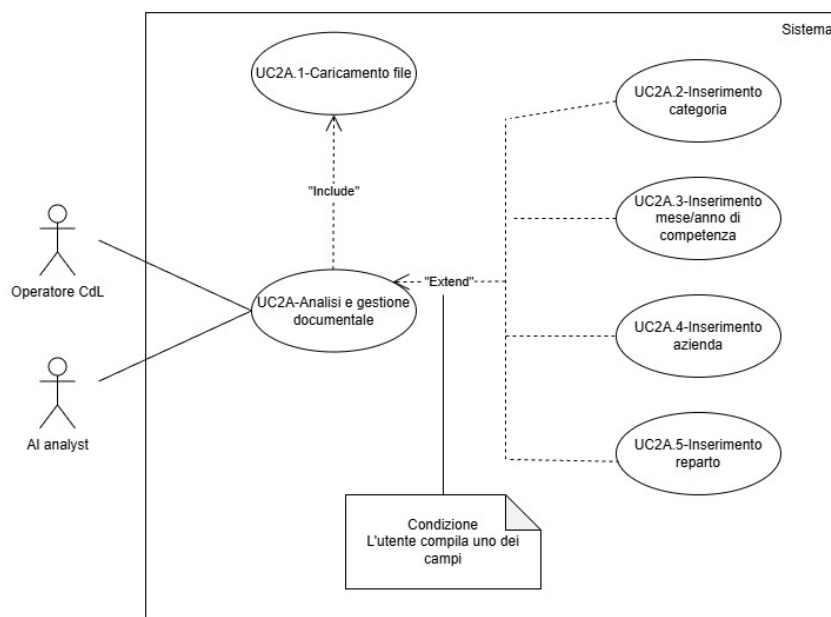 Sistema
UC2A.1-Caricamento file
UC2A.2-Inserimento
categoria
"Include"
UC2A.3-Inserimento
mese/anno di
competenza
Operatore CdL
UC2A-Analisi e gestione
documentale
"Extend"
UC2A.4-Inserimento
azienda
AI analyst
UC2A.5-Inserimento
reparto
Condizione
L'utente compila uno dei
campi